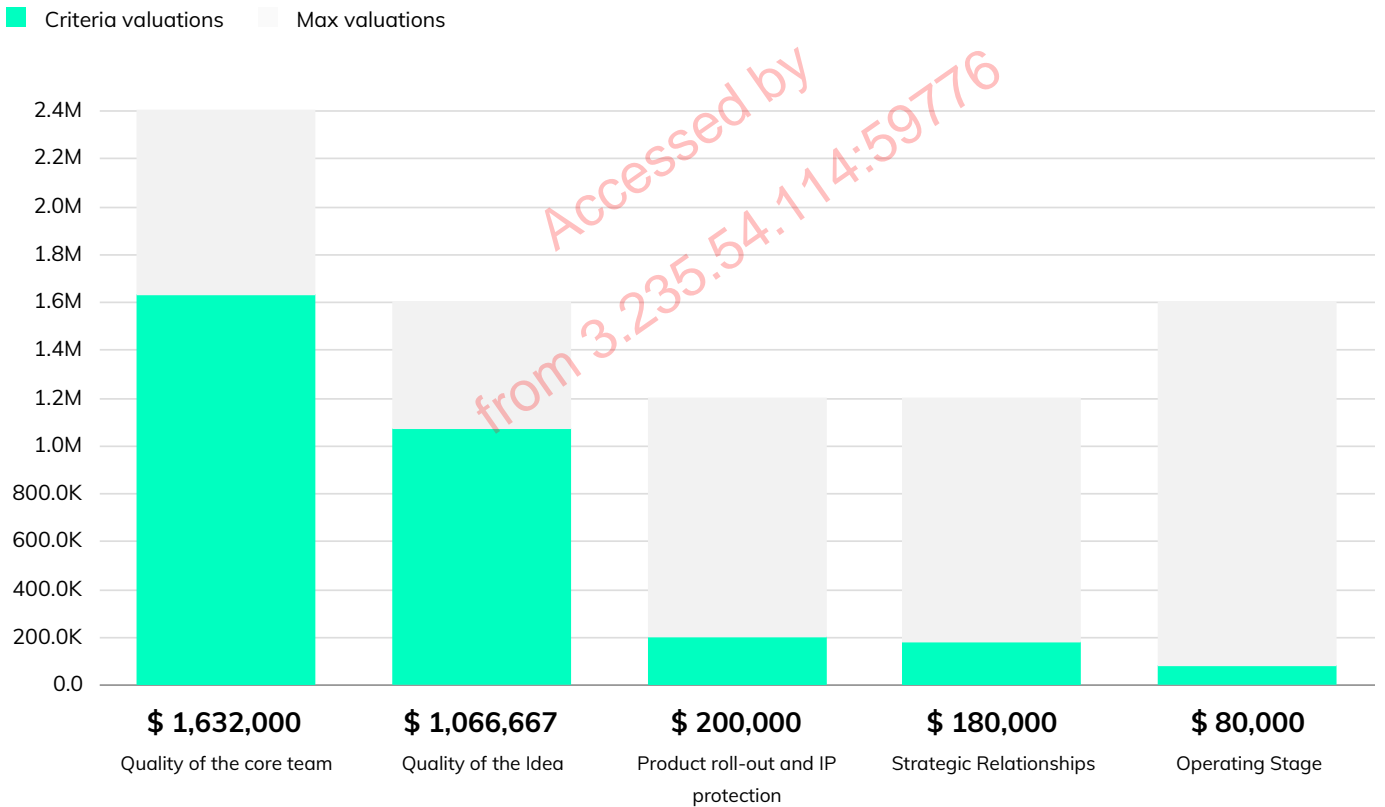 Criteria valuations Max valuations
Accessed by
from 3.235.54.114:59776
2.4M
2.2M
2.0M
1.8M
1.6M
1.4M
1.2M
1.0M
800.0K
600.0K
400.0K
200.0K
0.0
$ 1,632,000 $ 1,066,667 $ 200,000 $ 180,000 $ 80,000
Quality of the core team Quality of the Idea Product roll-out and IP Strategic Relationships Operating Stage
protection